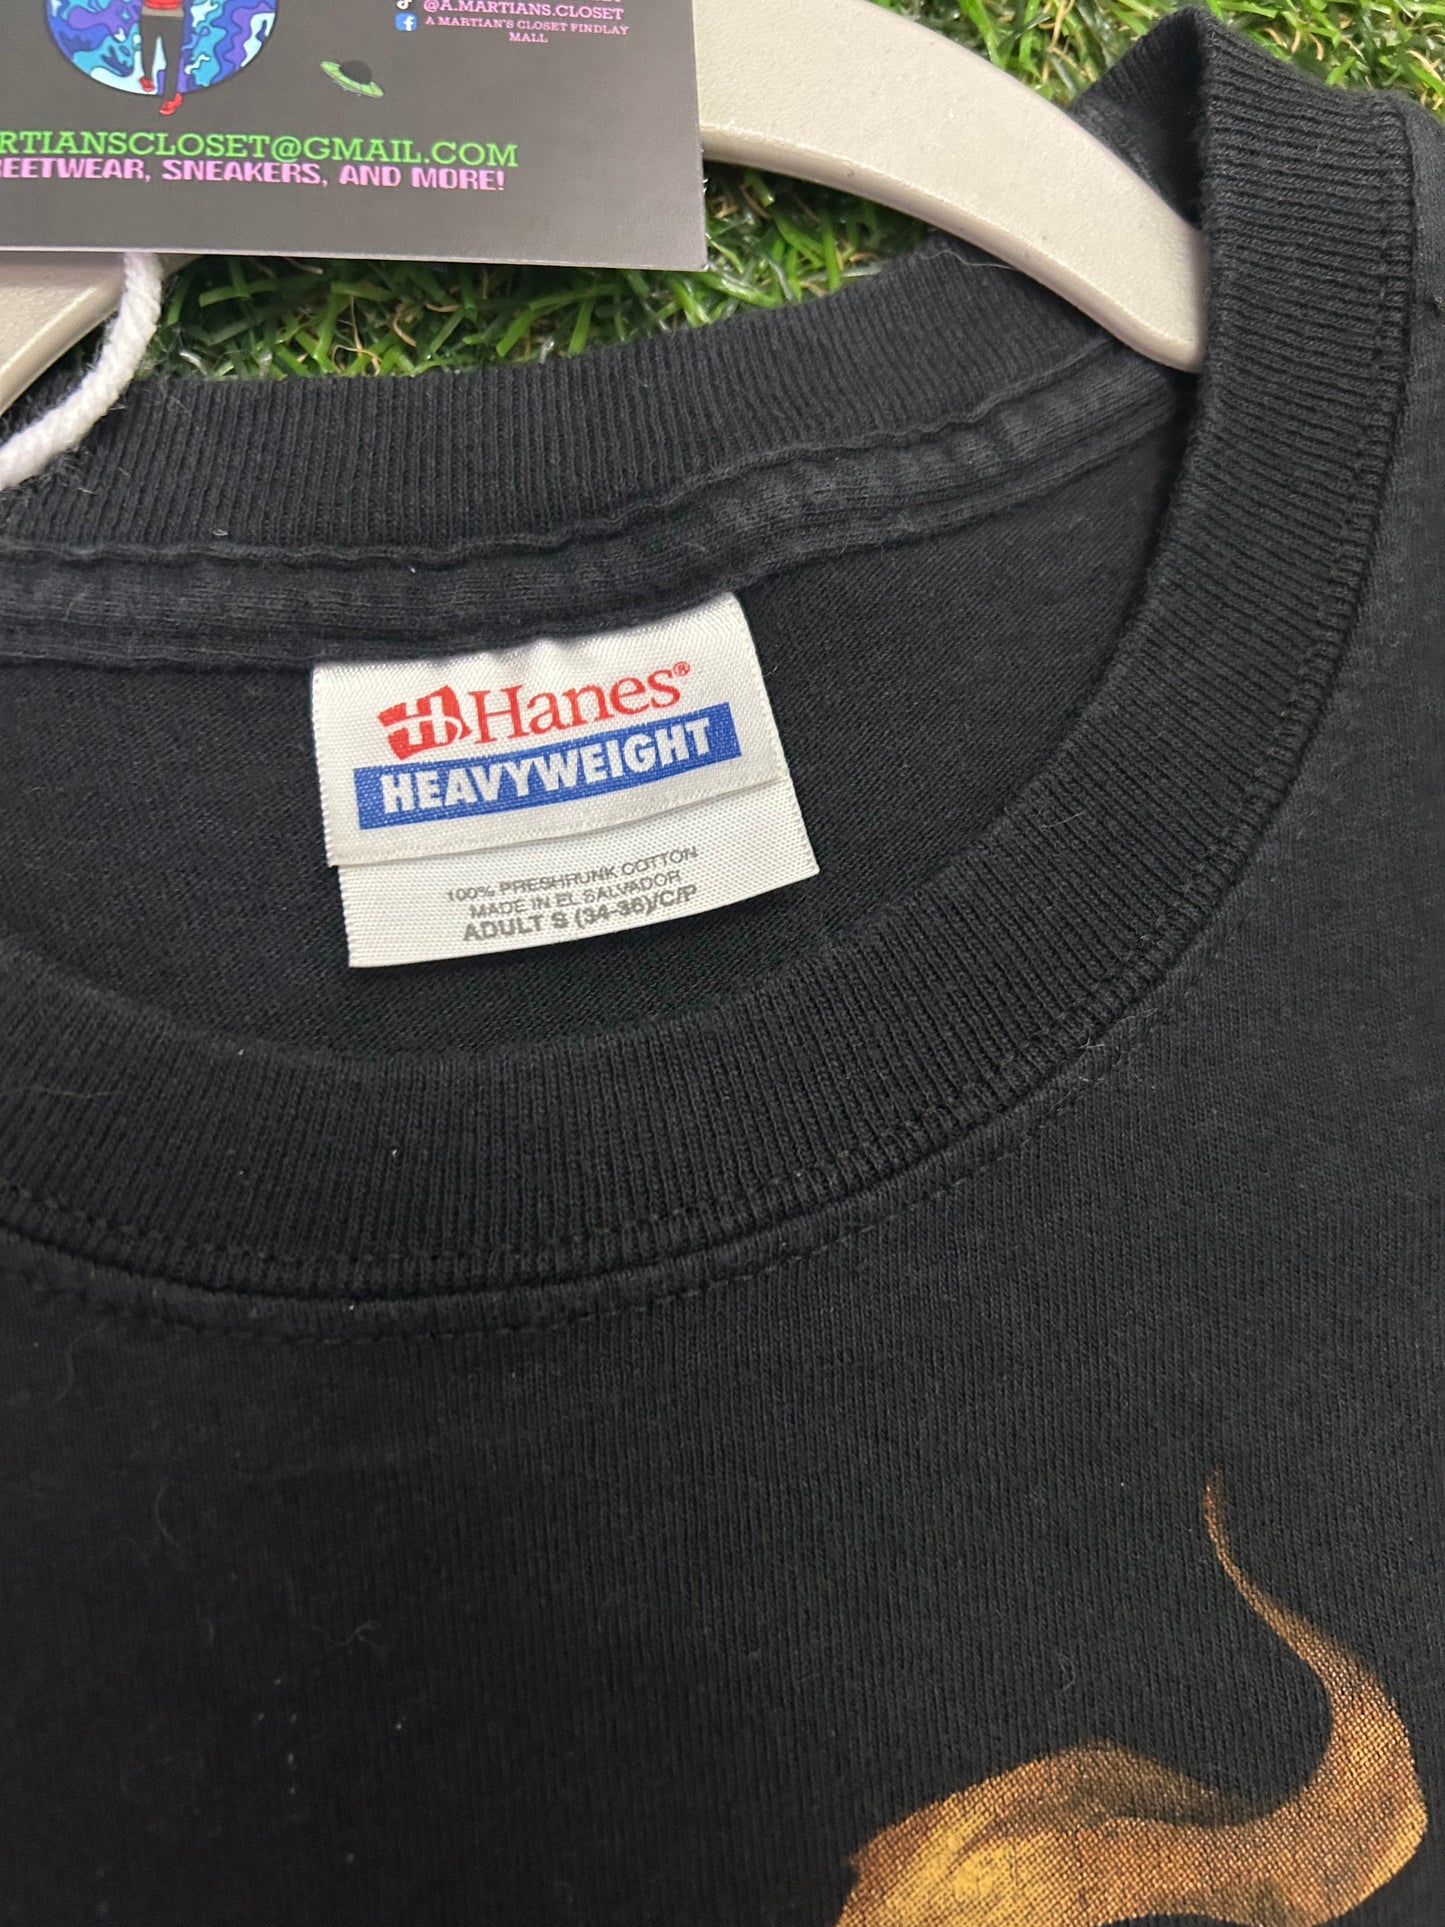 @A.MARTIANS.CLOSET
A MARTIAN'S CLOSET FINDLAY
MALL
RTIANSCLOSET@GMAIL.COM
REETWEAR, SNEAKERS, AND MORE!
Hanes®
HEAVYWEIGHT
100% PRESHRUNK COTTON
MADE IN EL SALVADOR
ADULT S (34-36)/C/P